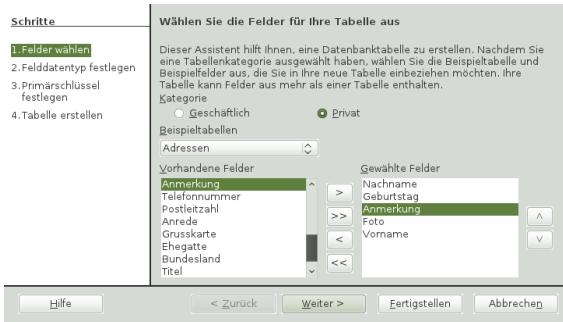 Schritte
1.Felder wählen
2.Felddatentyp festlegen
3.Primärschlüssel
festlegen
4.Tabelle erstellen
Wählen Sie die Felder für Ihre Tabelle aus
Dieser Assistent hilft Ihnen, eine Datenbanktabelle zu erstellen. Nachdem Sie
eine Tabellenkategorie ausgewählt haben, wählen Sie die Beispieltabelle und
Beispielfelder aus, die Sie in Ihre neue Tabelle einbeziehen möchten. Ihre
Tabelle kann Felder aus mehr als einer Tabelle enthalten.
Kategorie
Geschäftlich
Privat
Beispieltabellen
Adressen
Vorhandene Felder
Anmerkung
Telefonnummer
Postleitzahl
Anrede
Grusskarte
Ehegatte
Bundesland
Titel
>
>>
<
<<
Gewählte Felder
Nachname
Geburtstag
Anmerkung
Foto
Vorname
Hilfe
< Zurück
Weiter >
Fertigstellen
Abbrechen